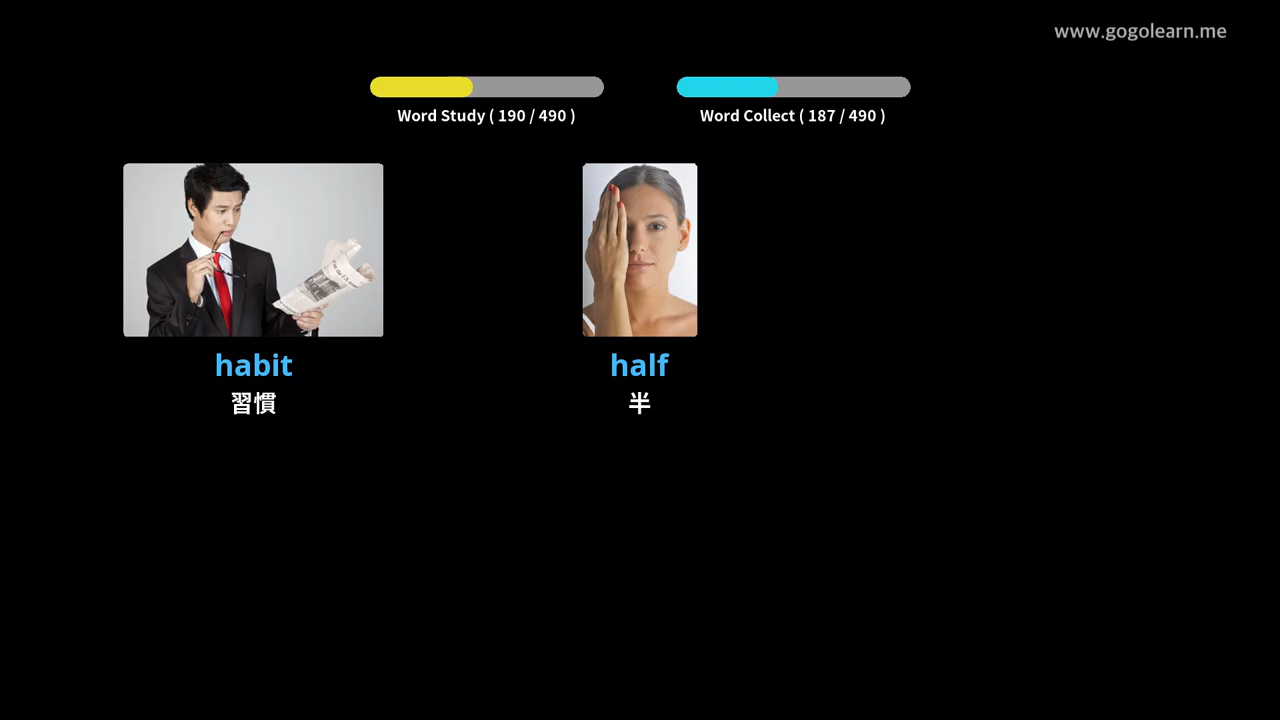 www.gogolearn.me
Word Study ( 190 / 490 )
Word Collect ( 187 / 490 )
habit
習慣
half
半